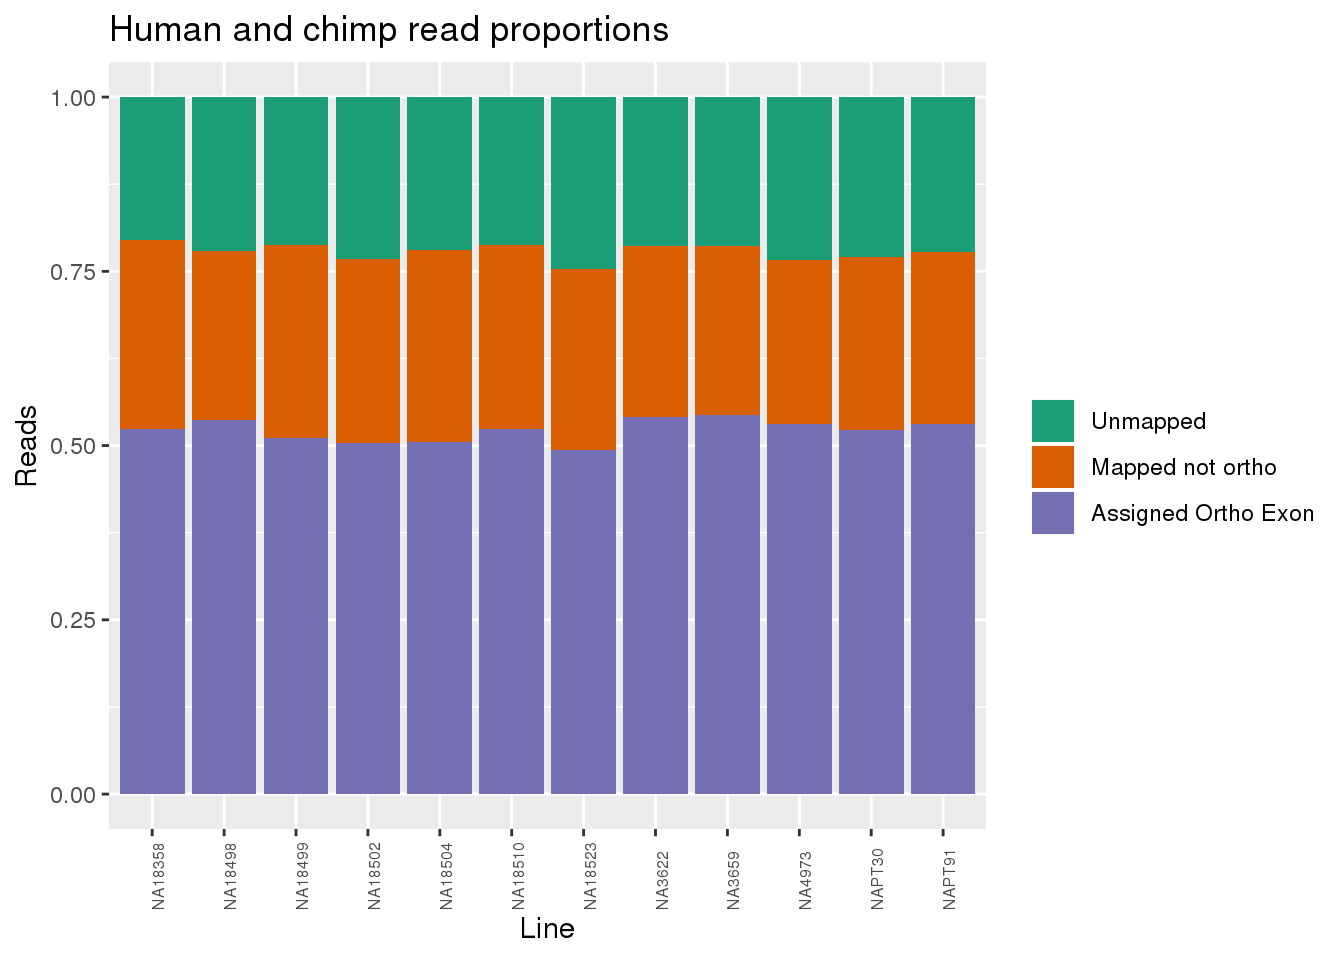 Human and chimp read proportions
1.00
0.75
0.50
0.25
0.00
Reads
NA18358
NA18498
NA18499
NA18502
NA18504
NA18510
NA18523
NA3622
NA3659
NA4973
NAPT30
NAPT91
Line
Unmapped
Mapped not ortho
Assigned Ortho Exon